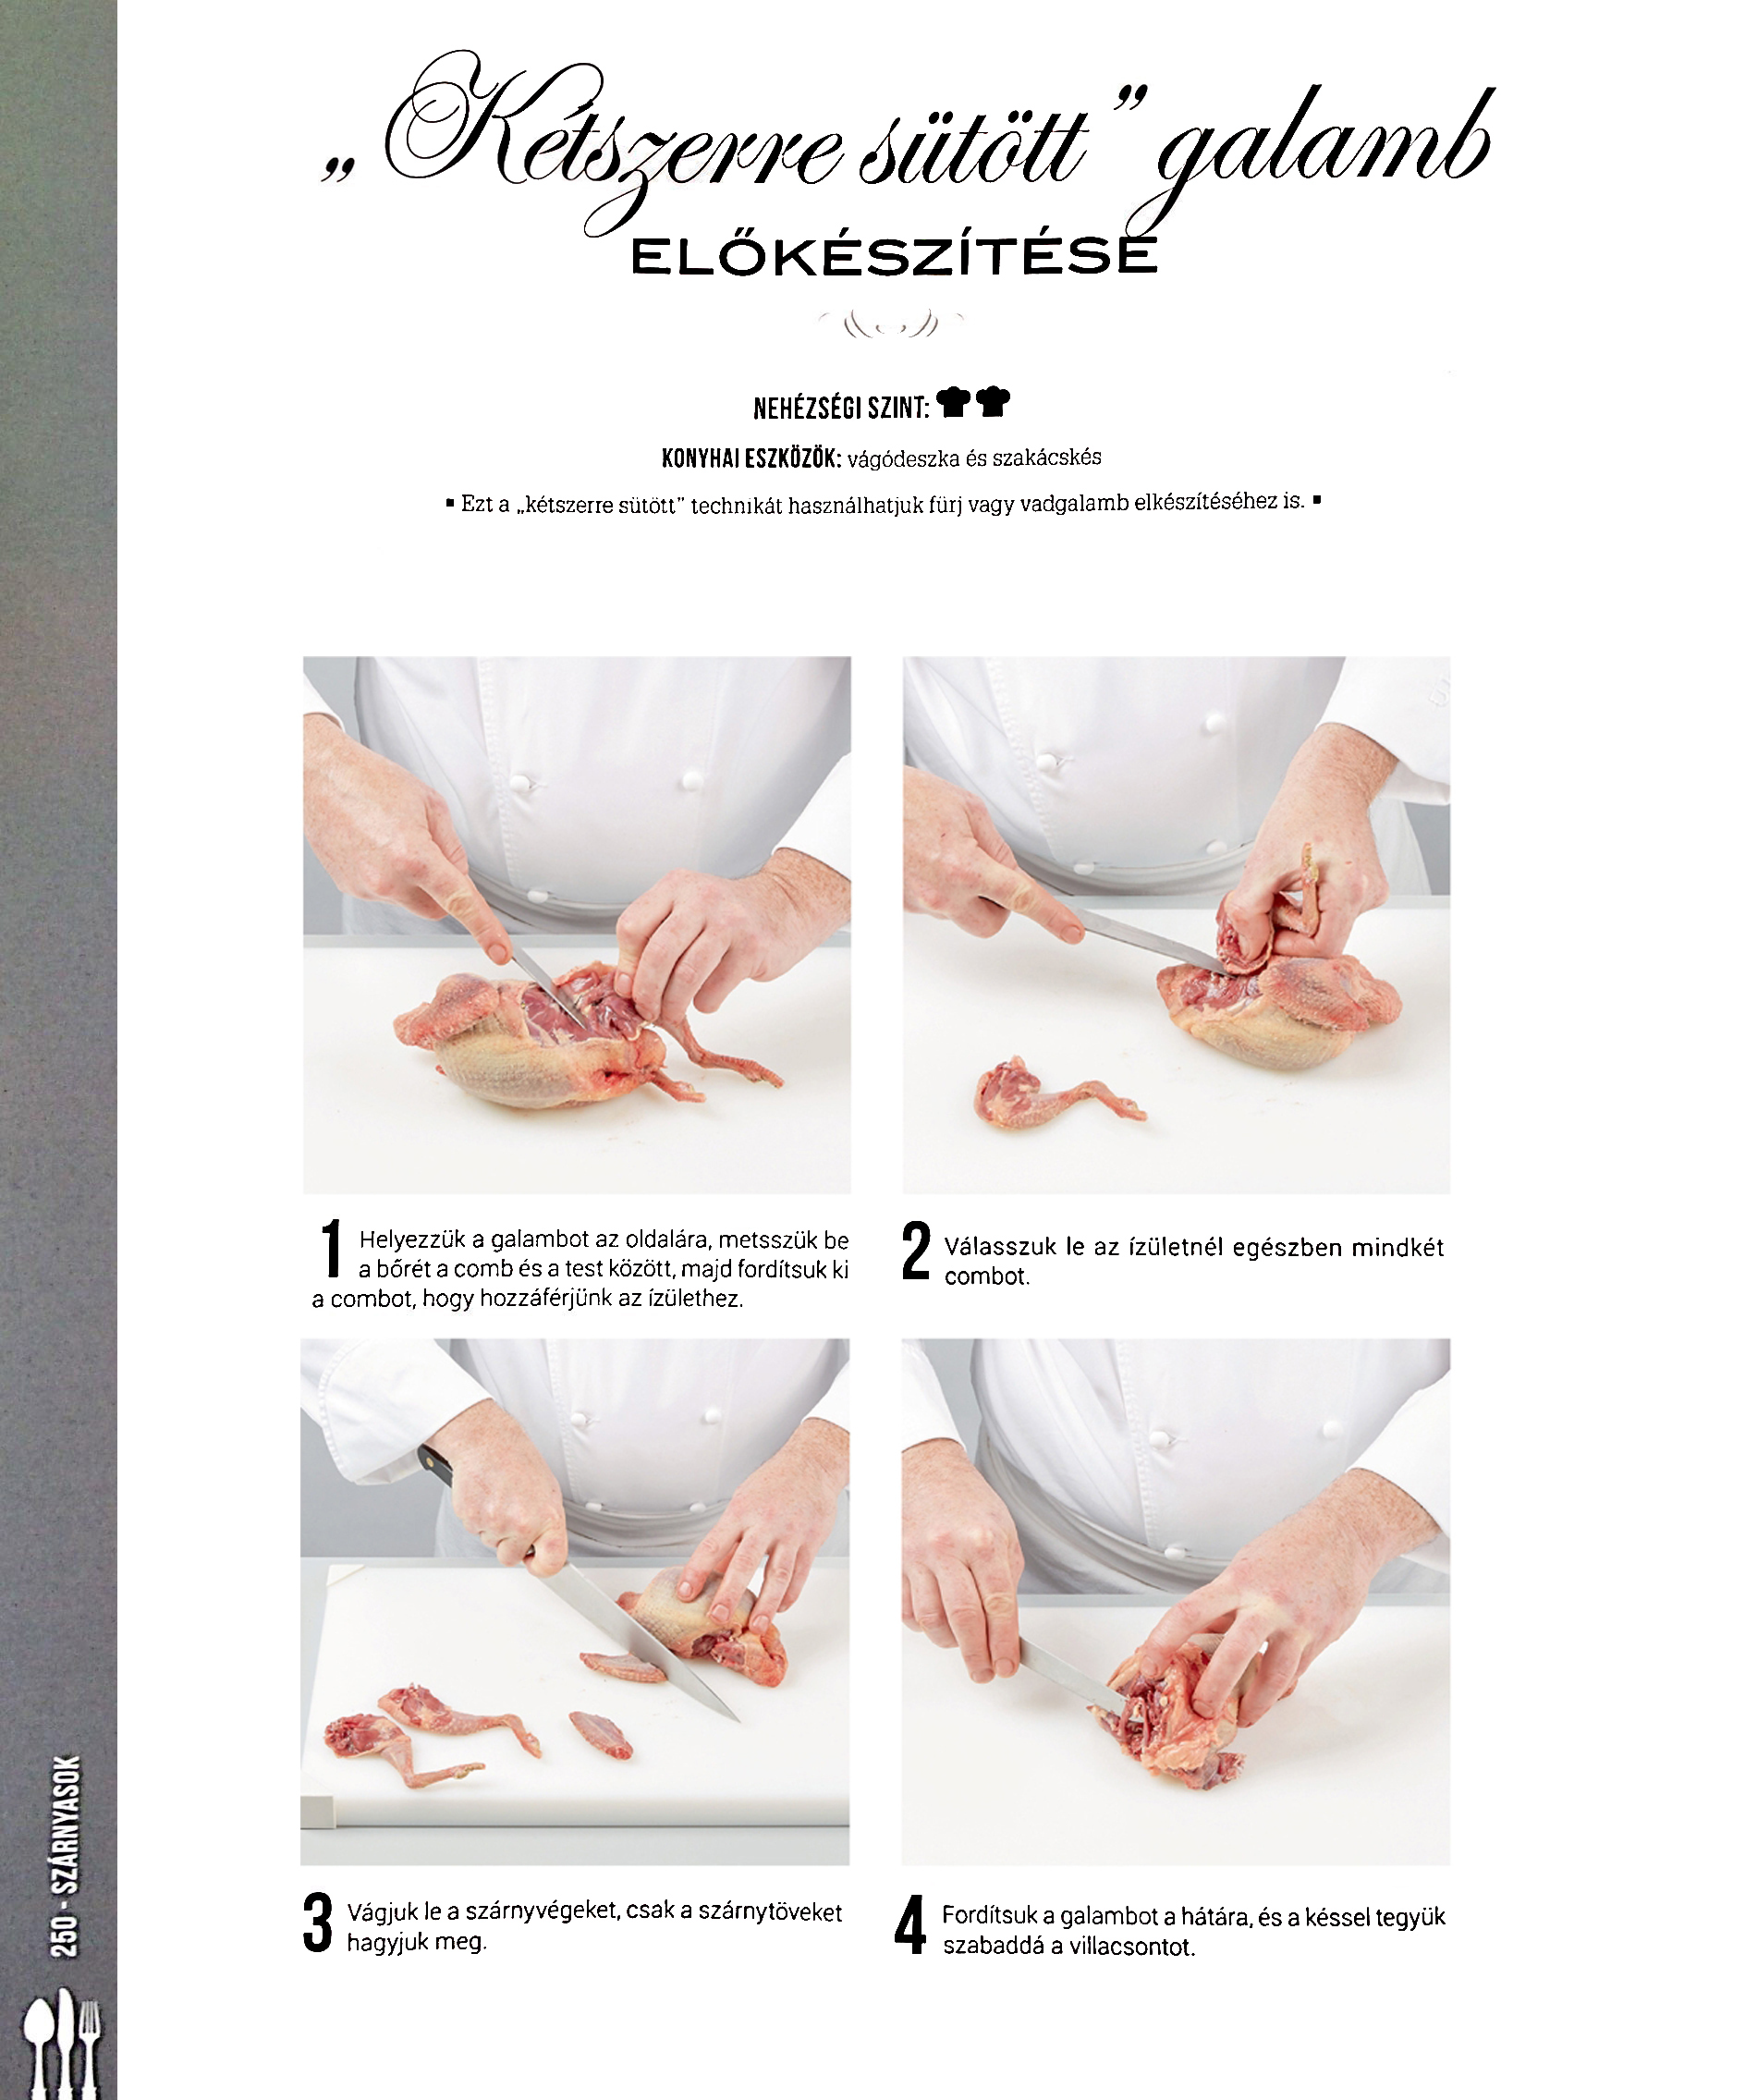 „Kétszerre sütött” galamb
ELŐKÉSZÍTÉSE
NEHÉZSÉGI SZINT:
KONYHAI ESZKÖZÖK: vágódeszka és szakácskés
▪ Ezt a „kétszerre sütött” technikát használhatjuk fürj vagy vadgalamb elkészítéséhez is. ▪
1 Helyezzük a galambot az oldalára, metsszük be
a bőrét a comb és a test között, majd fordítsuk ki
a combot, hogy hozzáférjünk az ízülethez.
2 Válasszuk le az ízületnél egészben mindkét
combot.
3 Vágjuk le a szárnyvégeket, csak a szárnytöveket
hagyjuk meg.
4 Fordítsuk a galambot a hátára, és a késsel tegyük
szabaddá a villacsontot.
250 - SZÁRNYASOK